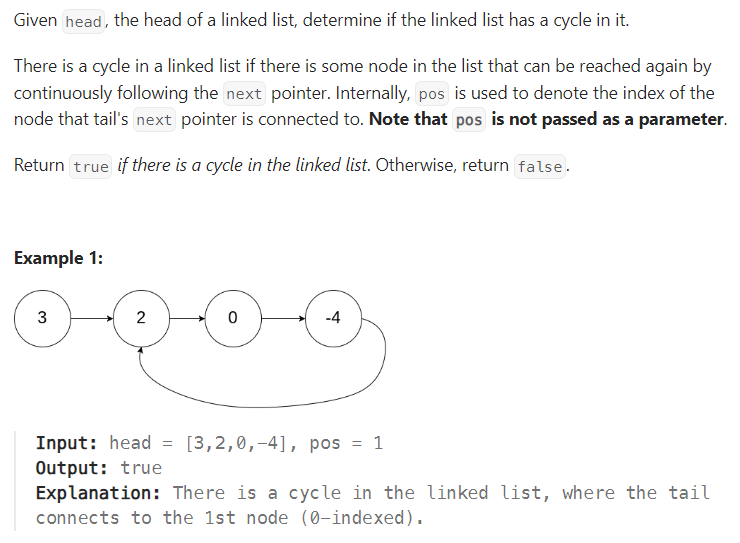 Given head, the head of a linked list, determine if the linked list has a cycle in it.
There is a cycle in a linked list if there is some node in the list that can be reached again by
continuously following the next pointer. Internally, pos is used to denote the index of the
node that tail's next pointer is connected to. Note that pos is not passed as a parameter.
Return true if there is a cycle in the linked list. Otherwise, return false.
Example 1:
3 2 0 -4
Input: head = [3,2,0,-4], pos = 1
Output: true
Explanation: There is a cycle in the linked list, where the tail
connects to the 1st node (0-indexed).